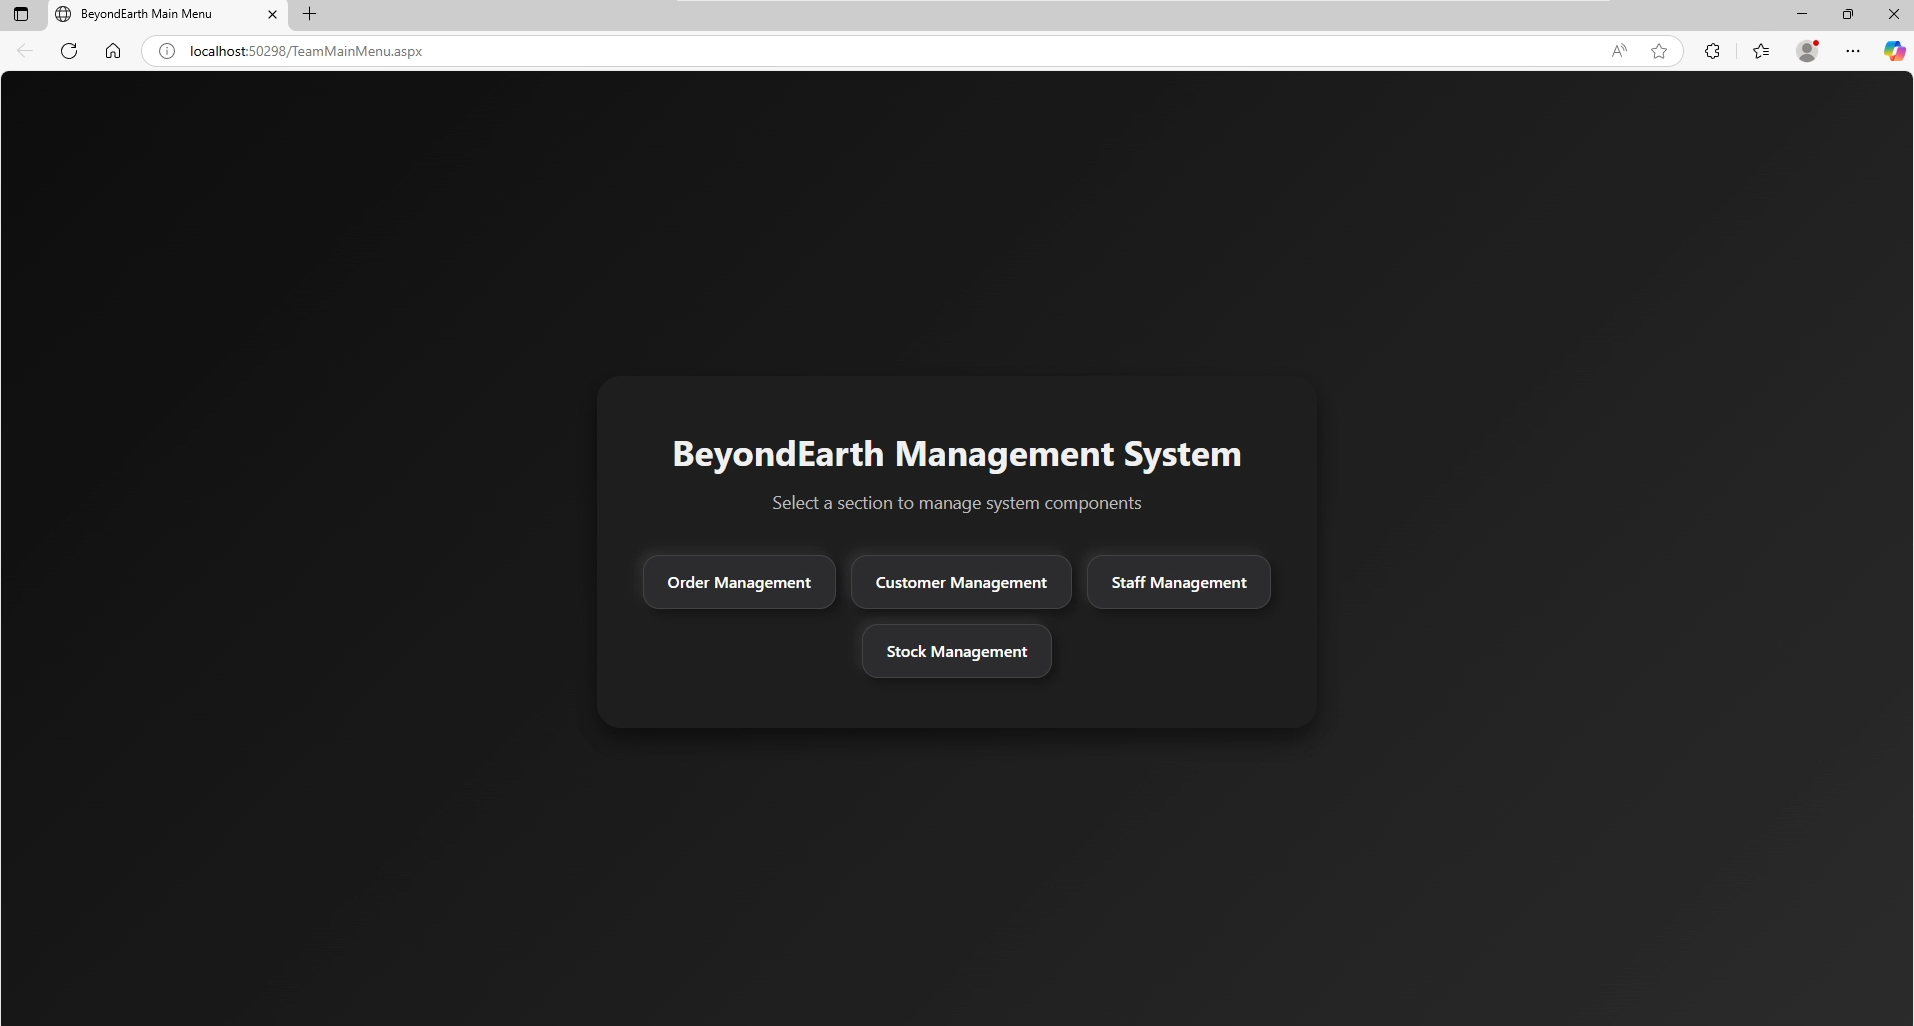 BeyondEarth Main Menu
localhost:50298/TeamMainMenu.aspx
BeyondEarth Management System
Select a section to manage system components
Order Management
Customer Management
Staff Management
Stock Management